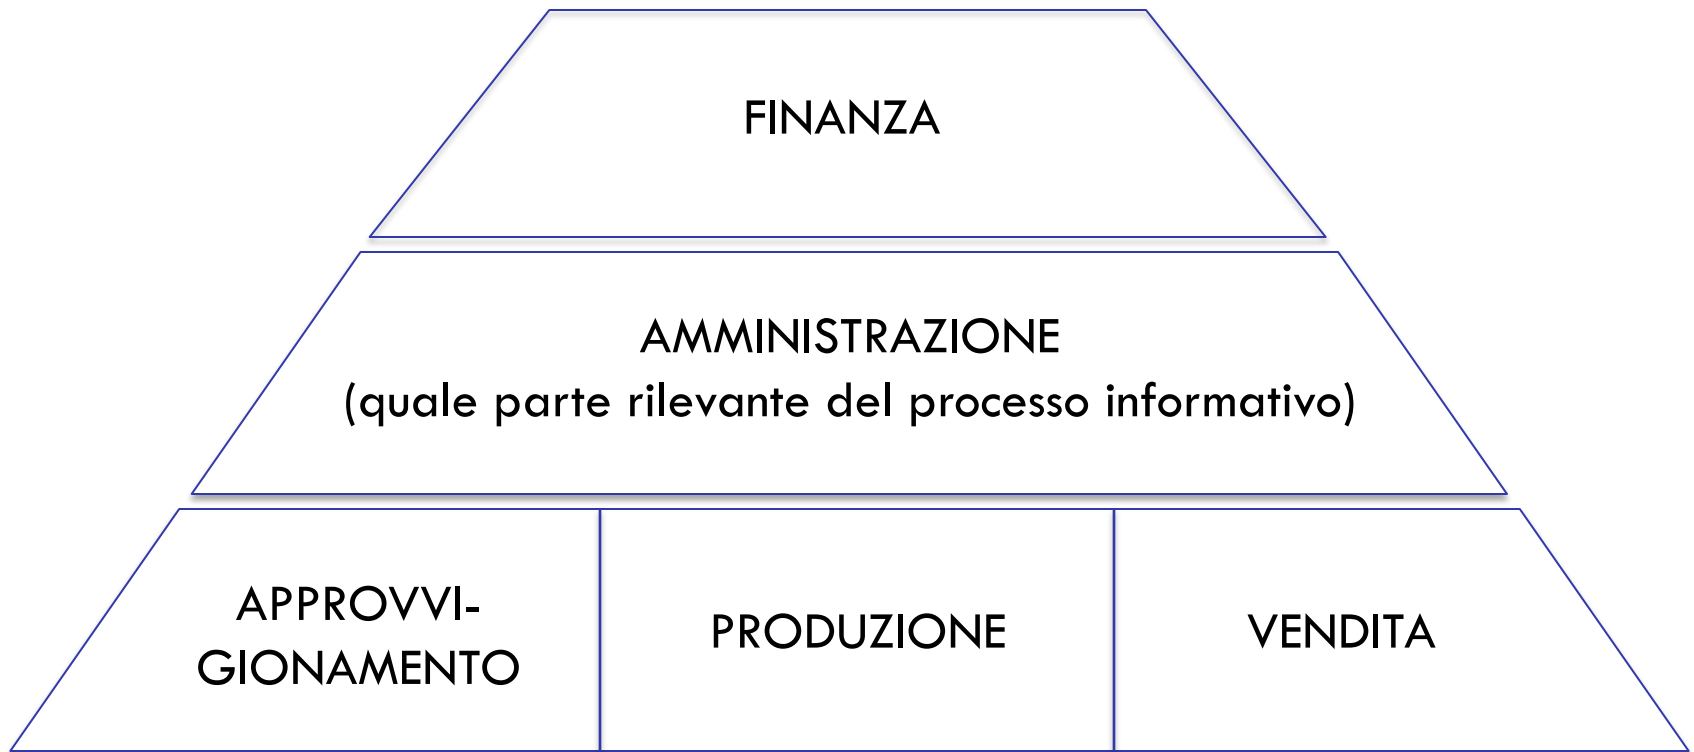 FINANZA
AMMINISTRAZIONE
(quale parte rilevante del processo informativo)
APPROVVI-
GIONAMENTO
PRODUZIONE
VENDITA